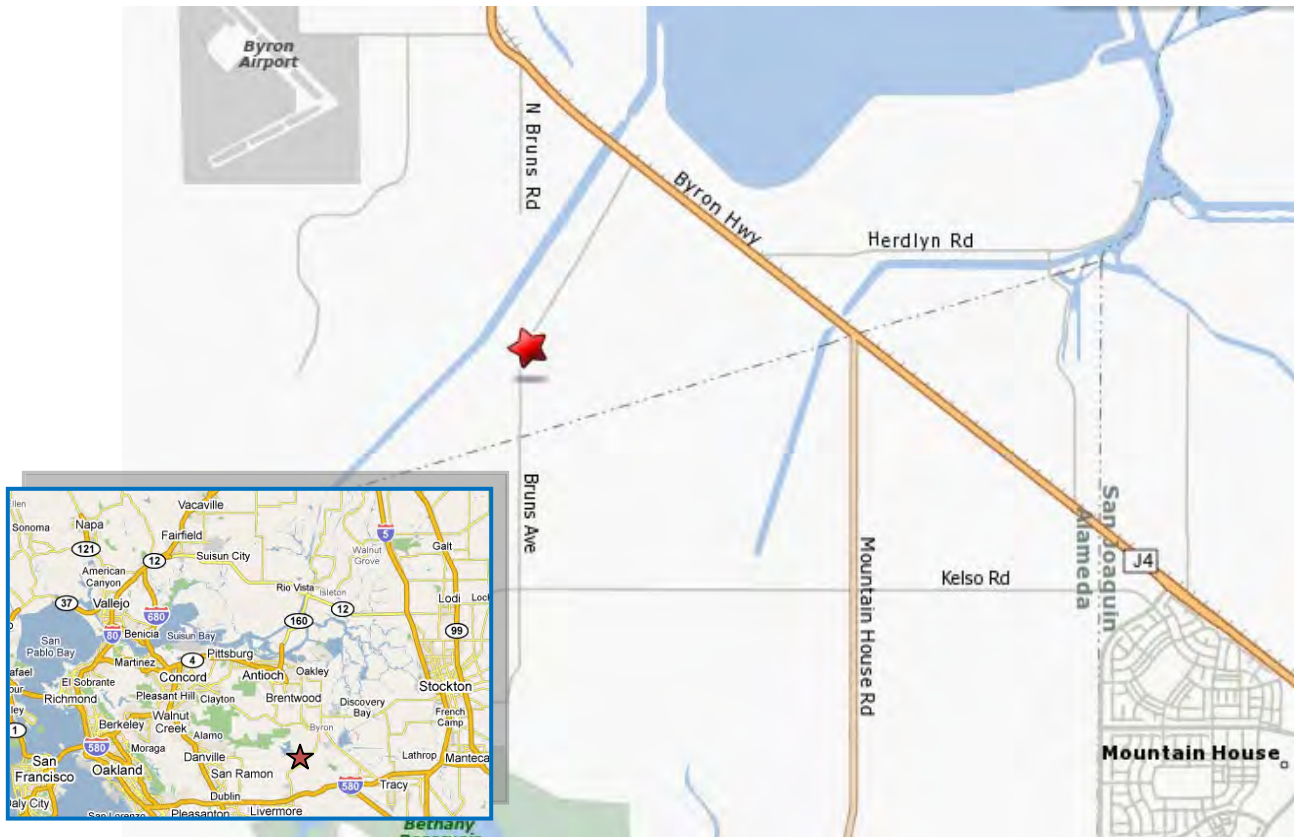 Byron
Airport
N Bruns Rd
Byron Hwy
Herdlyn Rd
Bruns Ave
Mountain House Rd
Kelso Rd
San Joaquin
Alameda
J4
Mountain House
Bethany
Vacaville
Sonoma
Napa
121
Fairfield
12
Suisun City
5
Walnut
Grove
Galt
American
Canyon
Rio Vista
Isleton
Lodi
37
Vallejo
680
12
160
99
80
Benicia
Suisun Bay
San
Pablo Bay
Martinez
4
Pittsburg
Antioch
Oakley
Concord
El Sobrante
Pleasant Hill
Clayton
Brentwood
Discovery
Bay
Stockton
Richmond
Walnut
Creek
French
Camp
1
Berkeley
Alamo
Byron
580
Moraga
Danville
Lathrop
Manteca
San
Francisco
Oakland
San Ramon
580
Tracy
Daly City
Dublin
San Lorenzo
Pleasanton
Livermore